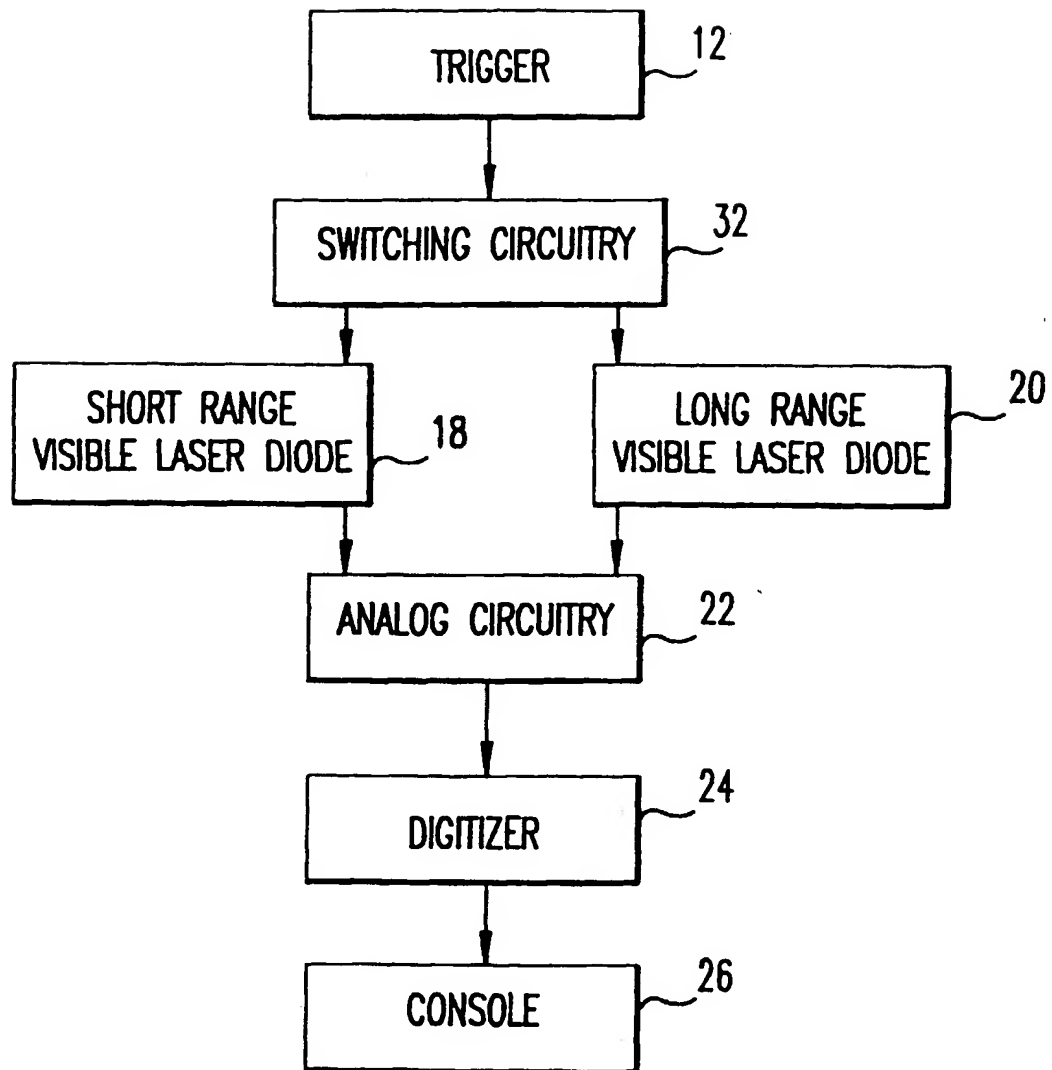 TRIGGER
12
SWITCHING CIRCUITRY
32
SHORT RANGE
VISIBLE LASER DIODE
18
LONG RANGE
VISIBLE LASER DIODE
20
ANALOG CIRCUITRY
22
DIGITIZER
24
CONSOLE
26